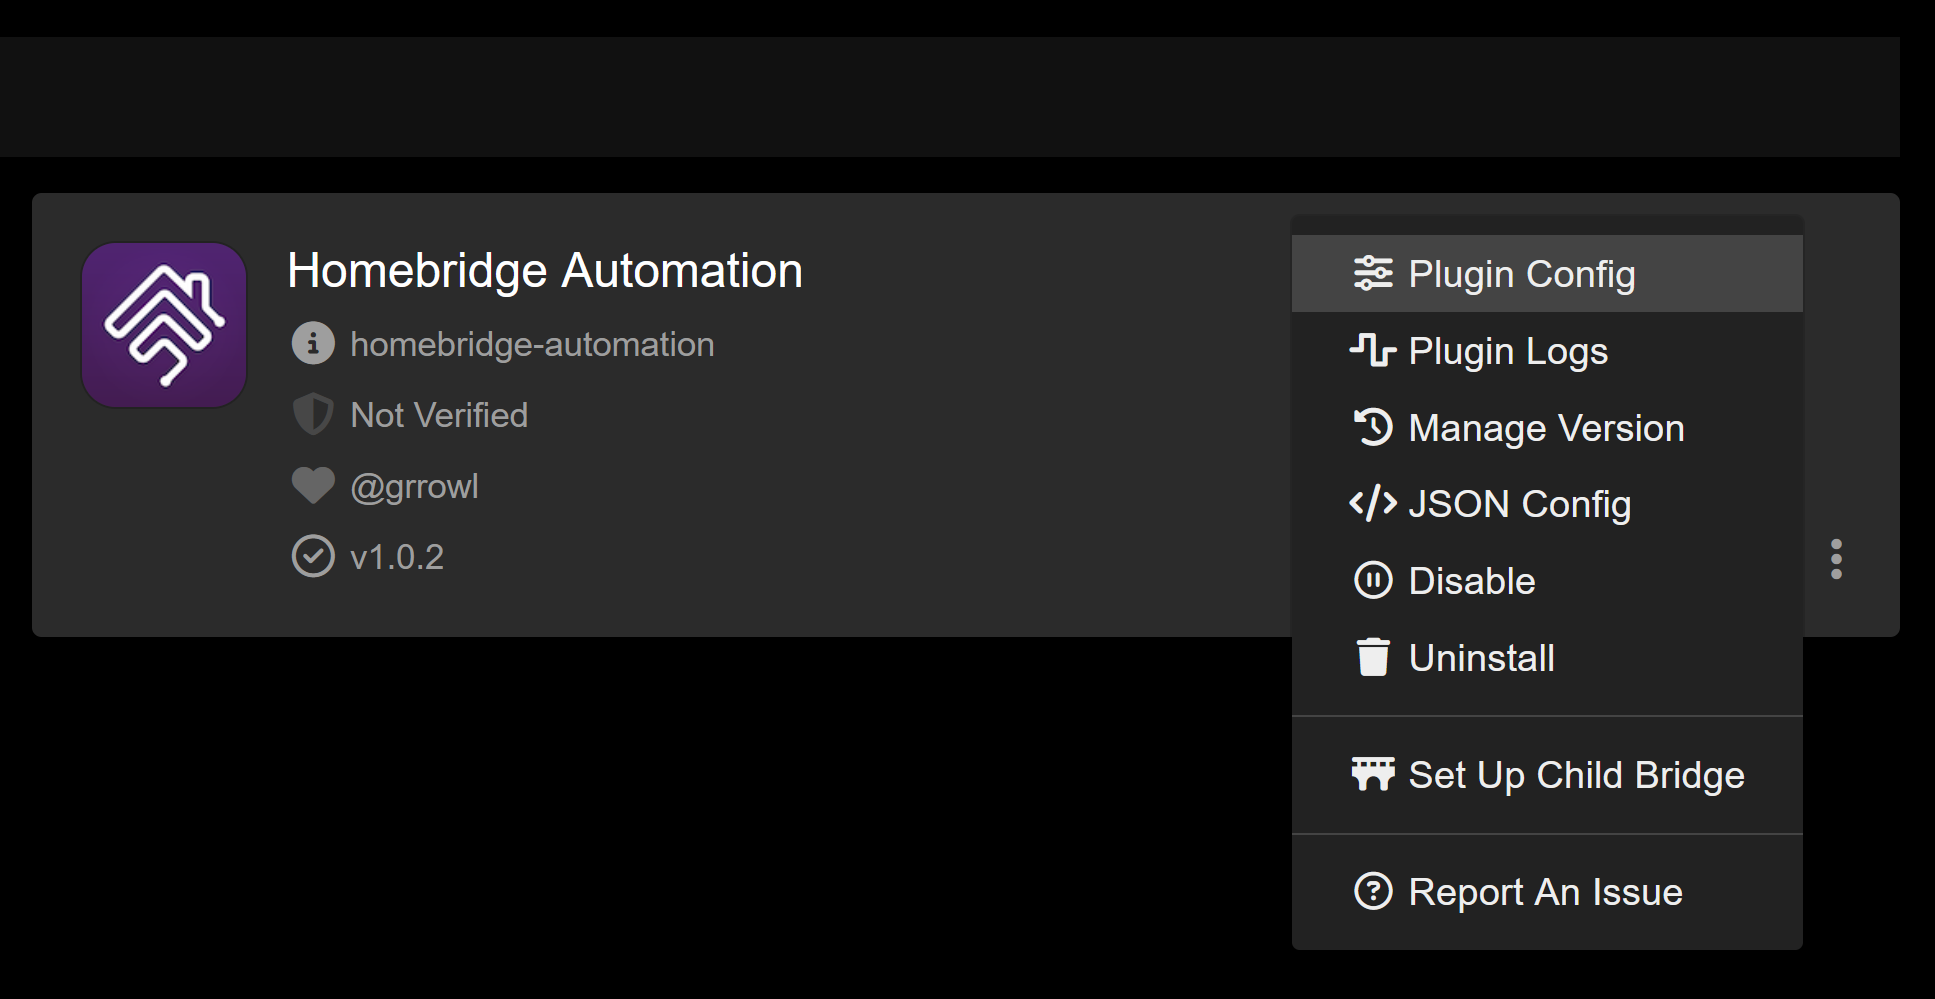 Homebridge Automation
homebridge-automation
Not Verified
@grrowl
v1.0.2
Plugin Config
Plugin Logs
Manage Version
JSON Config
Disable
Uninstall
Set Up Child Bridge
Report An Issue